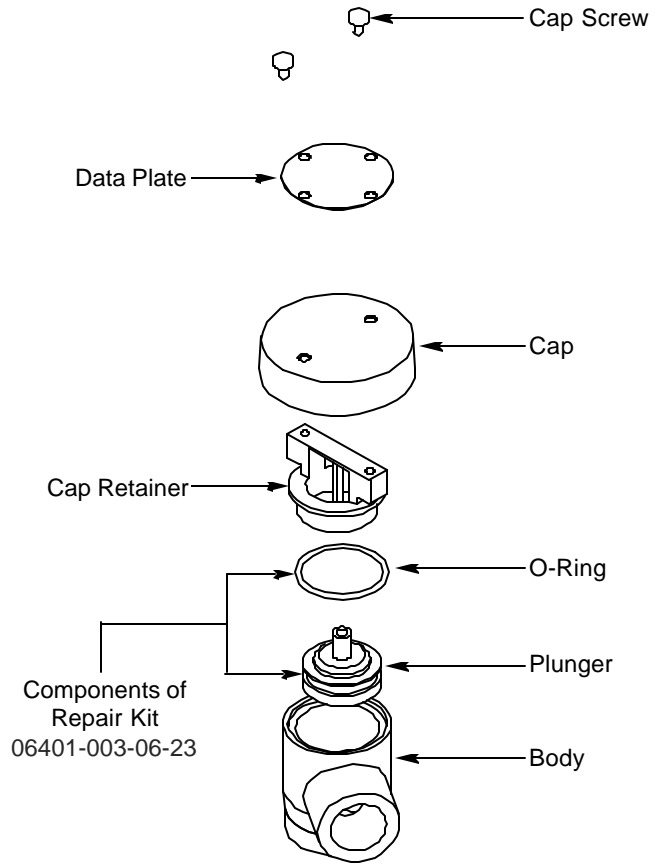 Cap Screw
Data Plate
Cap
Cap Retainer
O-Ring
Plunger
Components of
Repair Kit
06401-003-06-23
Body